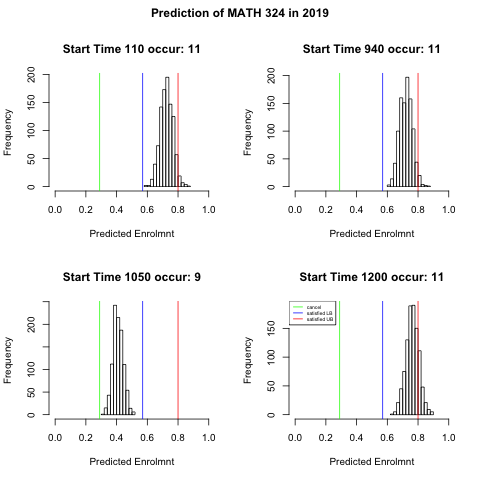 Prediction of MATH 324 in 2019
Start Time 110 occur: 11
Frequency
0 50 100 150 200
0.0 0.2 0.4 0.6 0.8 1.0
Predicted Enrolmnt
Start Time 940 occur: 11
Frequency
0 50 100 150 200
0.0 0.2 0.4 0.6 0.8 1.0
Predicted Enrolmnt
Start Time 1050 occur: 9
Frequency
0 50 100 200
0.0 0.2 0.4 0.6 0.8 1.0
Predicted Enrolmnt
Start Time 1200 occur: 11
cancel
satisfied LB
satisfied UB
Frequency
0 50 100 150
0.0 0.2 0.4 0.6 0.8 1.0
Predicted Enrolmnt